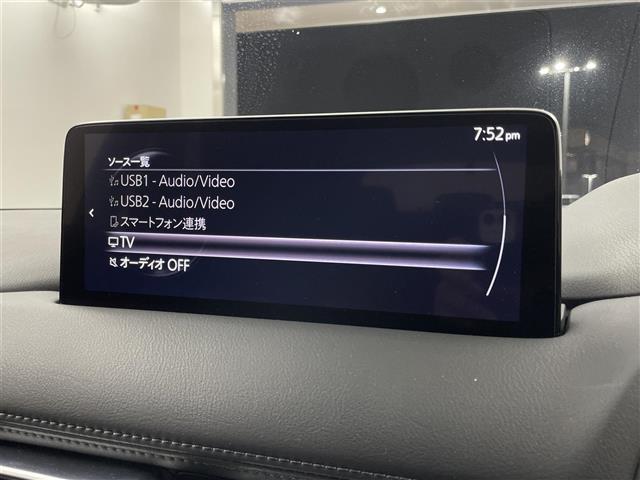 7:52pm
ソース一覧
USB1 - Audio/Video
USB2 - Audio/Video
スマートフォン連携
TV
オーディオ OFF